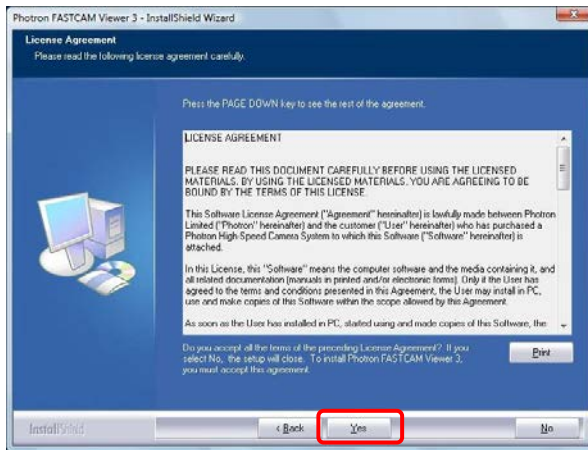 Photron FASTCAM Viewer 3 - InstallShield Wizard
License Agreement
Please read the following license agreement carefully.
Press the PAGE DOWN key to see the rest of the agreement.
LICENSE AGREEMENT
PLEASE READ THIS DOCUMENT CAREFULLY BEFORE USING THE LICENSED
MATERIALS. BY USING THE LICENSED MATERIALS, YOU ARE AGREEING TO BE
BOUND BY THE TERMS OF THIS LICENSE.
This Software License Agreement ("Agreement" hereinafter) is lawfully made between Photron
Limited ("Photron" hereinafter) and the customer ("User" hereinafter) who has purchased a
Photron High-Speed Camera System to which this Software ("Software" hereinafter) is
attached.
In this License, this "Software" means the computer software and the media containing it, and
all related documentation (manuals in printed and/or electronic forms). Only if the User has
agreed to the terms and conditions presented in this Agreement, the User may install in PC,
use and make copies of this Software within the scope allowed by this Agreement.
As soon as the User has installed in PC, started using and made copies of this Software, the
Do you accept all the terms of the preceding License Agreement? If you
select No, the setup will close. To install Photron FASTCAM Viewer 3,
you must accept this agreement.
Print
InstallShield
< Back
Yes
No